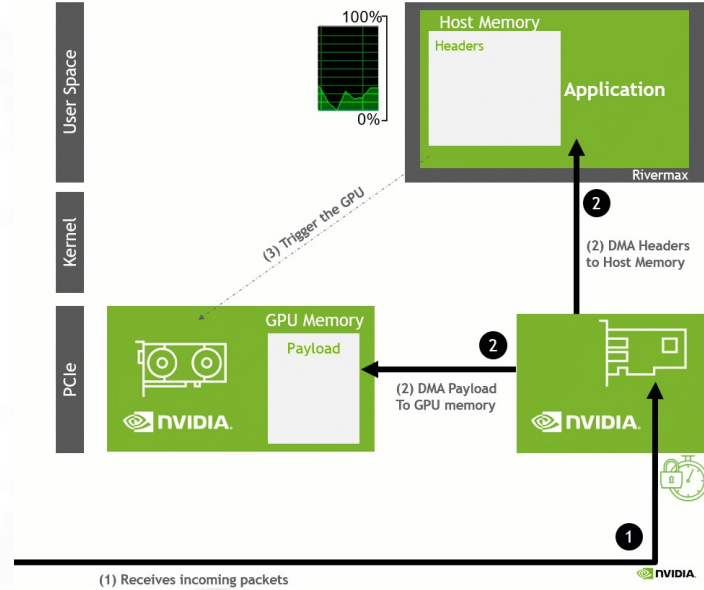 100%
0%
User Space
Kernel
PCIe
Host Memory
Headers
Application
Rivermax
2
(2) DMA Headers
to Host Memory
(3) Trigger the GPU
GPU Memory
Payload
NVIDIA.
2
(2) DMA Payload
To GPU memory
NVIDIA.
1
(1) Receives incoming packets
NVIDIA.